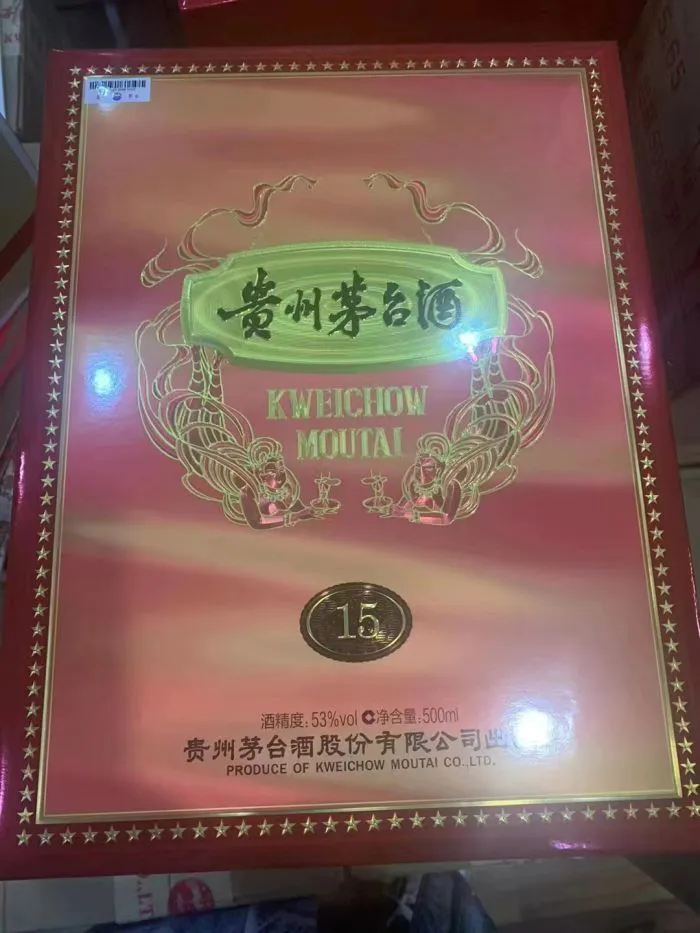 贵州茅台酒
KWEICHOW
MOUTAI
15
酒精度: 53%vol 净含量: 500ml
贵州茅台酒股份有限公司出
PRODUCE OF KWEICHOW MOUTAI CO.,LTD.